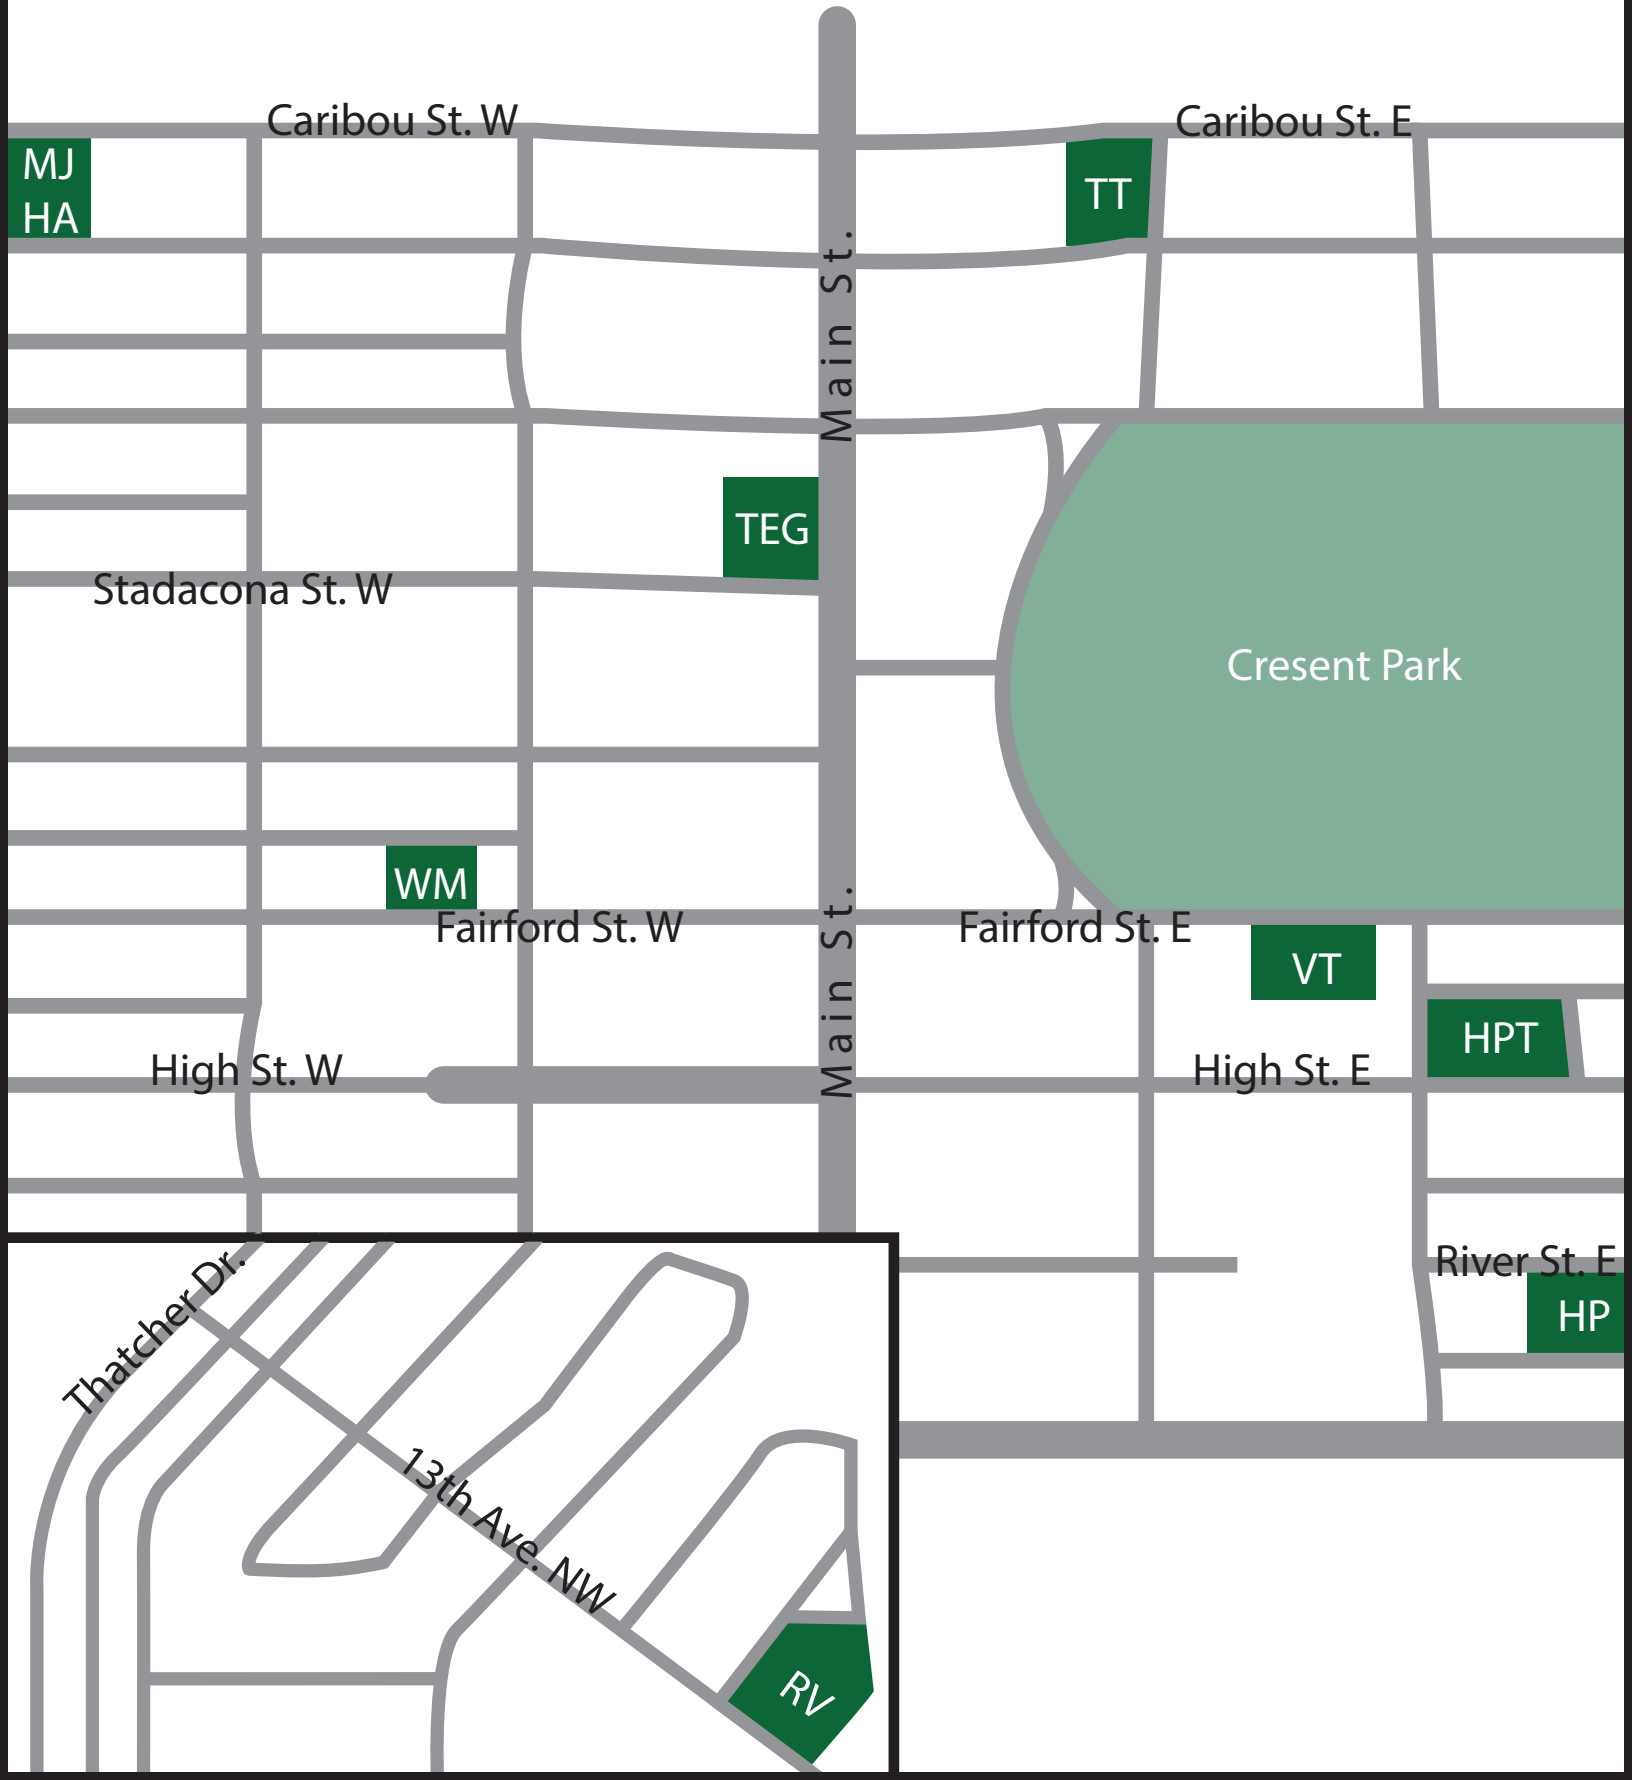 Caribou St. W
Caribou St. E
MJ
HA
TT
Main St.
TEG
Stadacona St. W
Cresent Park
WM
Fairford St. W
Main St.
Fairford St. E
VT
HPT
High St. W
High St. E
River St. E
HP
Thatcher Dr.
13th Ave. NW
RV